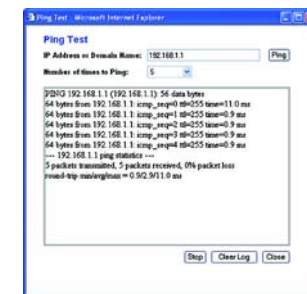 Ping Test - Microsoft Internet Explorer
Ping Test
IP Address or Domain Name: 192.168.1.1 Ping
Number of times to Ping: 5
PING 192.168.1.1 (192.168.1.1): 56 data bytes
64 bytes from 192.168.1.1: icmp_seq=0 ttl=255 time=11.0 ms
64 bytes from 192.168.1.1: icmp_seq=1 ttl=255 time=0.9 ms
64 bytes from 192.168.1.1: icmp_seq=2 ttl=255 time=0.9 ms
64 bytes from 192.168.1.1: icmp_seq=3 ttl=255 time=0.9 ms
64 bytes from 192.168.1.1: icmp_seq=4 ttl=255 time=0.9 ms
--- 192.168.1.1 ping statistics ---
5 packets transmitted, 5 packets received, 0% packet loss
round-trip min/avg/max = 0.9/2.9/11.0 ms
Stop Clear Log Close